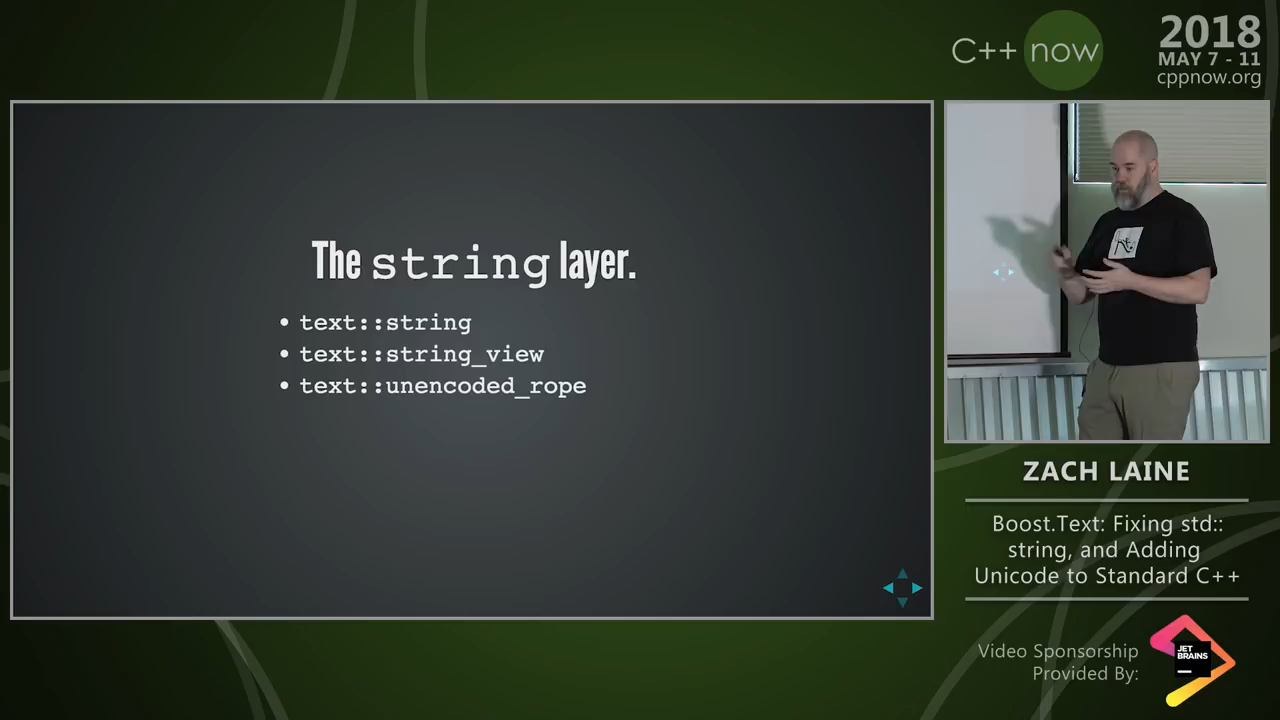 C++ now
2018
MAY 7 - 11
cppnow.org
The string layer.
• text::string
• text::string_view
• text::unencoded_rope
ZACH LAINE
Boost.Text: Fixing std::
string, and Adding
Unicode to Standard C++
Video Sponsorship
Provided By:
JET
BRAINS